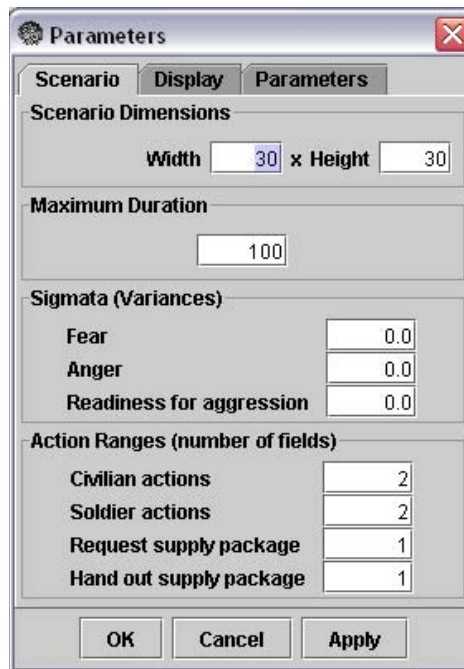 Parameters
Scenario Display Parameters
Scenario Dimensions
Width 30 x Height 30
Maximum Duration
100
Sigmata (Variances)
Fear 0.0
Anger 0.0
Readiness for aggression 0.0
Action Ranges (number of fields)
Civilian actions 2
Soldier actions 2
Request supply package 1
Hand out supply package 1
OK Cancel Apply